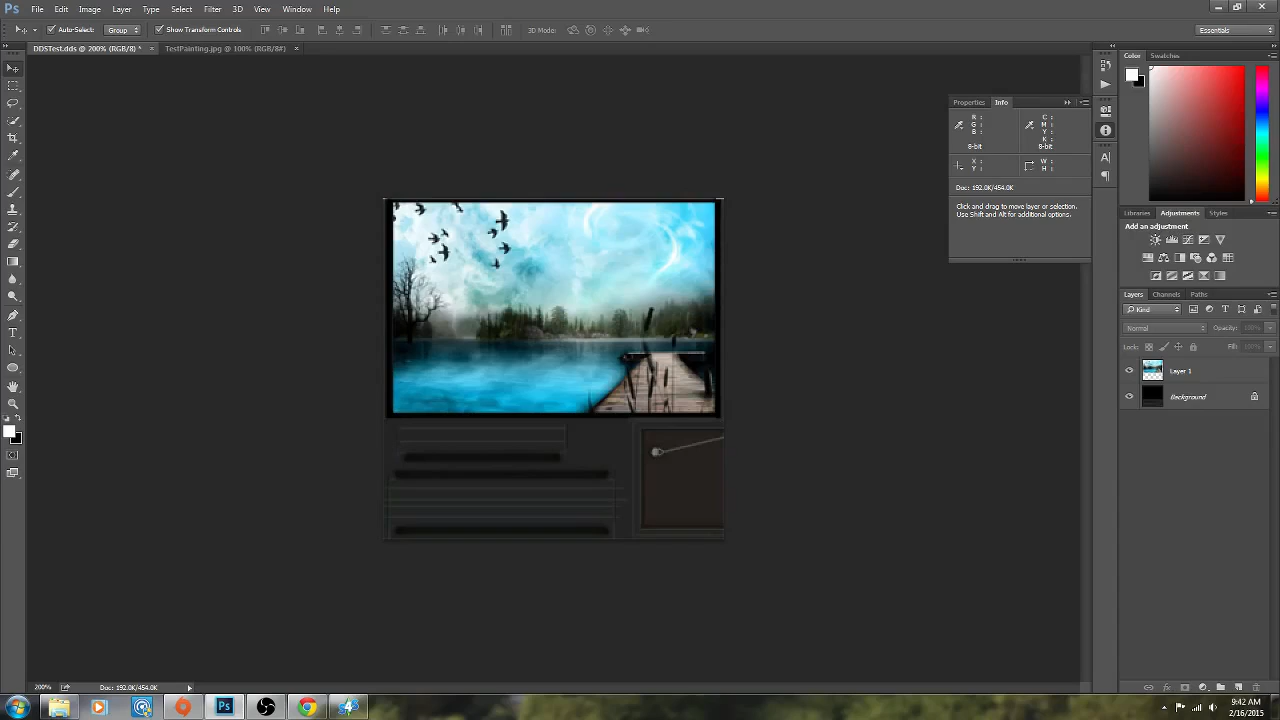 Ps File Edit Image Layer Type Select Filter 3D View Window Help
Auto-Select: Group Show Transform Controls 3D Mode: Essentials
DDSTest.dds @ 200% (RGB/8) * × TestPainting.jpg @ 100% (RGB/8#) ×
Color Swatches
Properties Info
R: G: B: C: M: Y: K:
8-bit 8-bit
X: Y: W: H:
Doc: 192.0K/454.0K
Click and drag to move layer or selection.
Use Shift and Alt for additional options.
Libraries Adjustments Styles
Add an adjustment
Layers Channels Paths
Kind
Normal Opacity: 100%
Lock: Fill: 100%
Layer 1
Background
200% Doc: 192.0K/454.0K
Ps
9:42 AM
2/16/2015